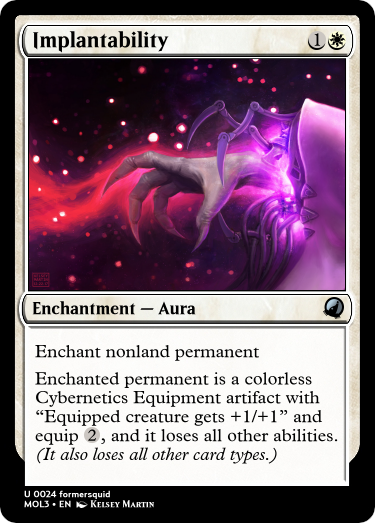 Implantability 1
Enchantment — Aura
Enchant nonland permanent
Enchanted permanent is a colorless
Cybernetics Equipment artifact with
“Equipped creature gets +1/+1” and
equip 2, and it loses all other abilities.
(It also loses all other card types.)
U 0024 formersquid
MOL3 • EN Kelsey Martin